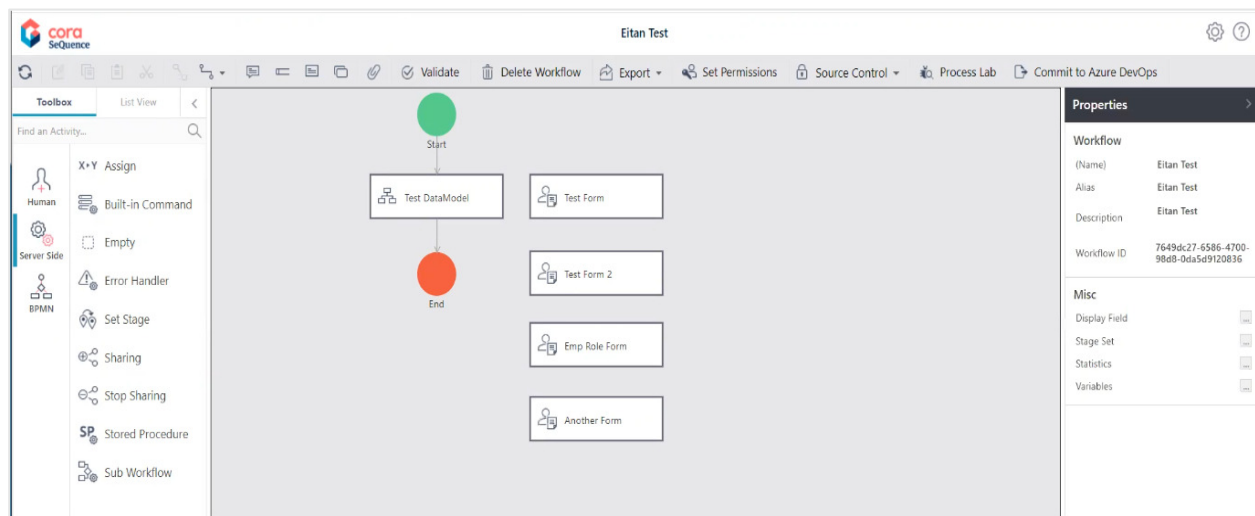 cora
SeQuence
Eitan Test
Validate
Delete Workflow
Export
Set Permissions
Source Control
Process Lab
Commit to Azure DevOps
Toolbox
List View
Find an Activity...
Human
Server Side
BPMN
X▸Y Assign
Built-in Command
Empty
Error Handler
Set Stage
Sharing
Stop Sharing
SP Stored Procedure
Sub Workflow
Start
Test DataModel
End
Test Form
Test Form 2
Emp Role Form
Another Form
Properties
Workflow
(Name) Eitan Test
Alias Eitan Test
Description Eitan Test
Workflow ID 7649dc27-6586-4700-
98d8-0da5d9120836
Misc
Display Field ...
Stage Set ...
Statistics ...
Variables ...